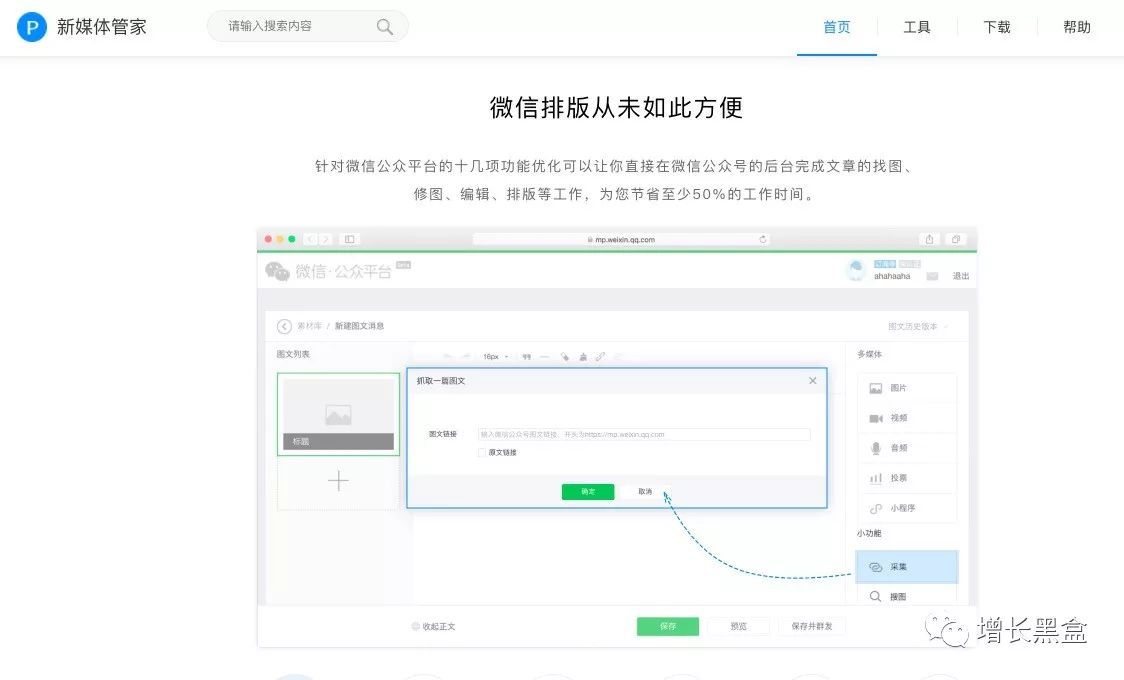 P 新媒体管家
请输入搜索内容
首页 工具 下载 帮助
微信排版从未如此方便
针对微信公众平台的十几项功能优化可以让你直接在微信公众号的后台完成文章的找图、
修图、编辑、排版等工作，为您节省至少50%的工作时间。
mp.weixin.qq.com
微信·公众平台 beta
订阅号
ahahaaha 退出
素材库 / 新建图文消息 图文历史版本
图文列表 16px 多媒体
抓取一篇图文
图片
视频
标题
图文链接 输入微信公众号图文链接，开头为https://mp.weixin.qq.com
原文链接
音频
投票
确定 取消
小程序
小功能
采集
搜图
收起正文 保存 预览 保存并群发
增长黑盒